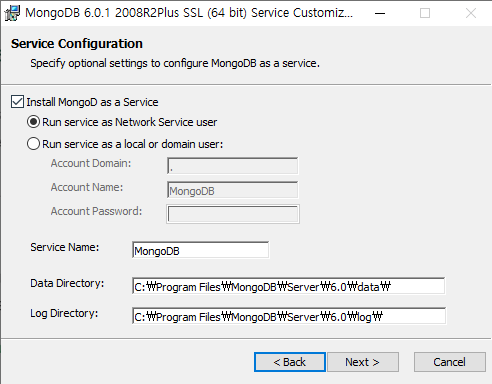 MongoDB 6.0.1 2008R2Plus SSL (64 bit) Service Customiz...
Service Configuration
Specify optional settings to configure MongoDB as a service.
Install MongoD as a Service
Run service as Network Service user
Run service as a local or domain user:
Account Domain: .
Account Name: MongoDB
Account Password:
Service Name: MongoDB
Data Directory: C:₩Program Files₩MongoDB₩Server₩6.0₩data₩
Log Directory: C:₩Program Files₩MongoDB₩Server₩6.0₩log₩
< Back Next > Cancel